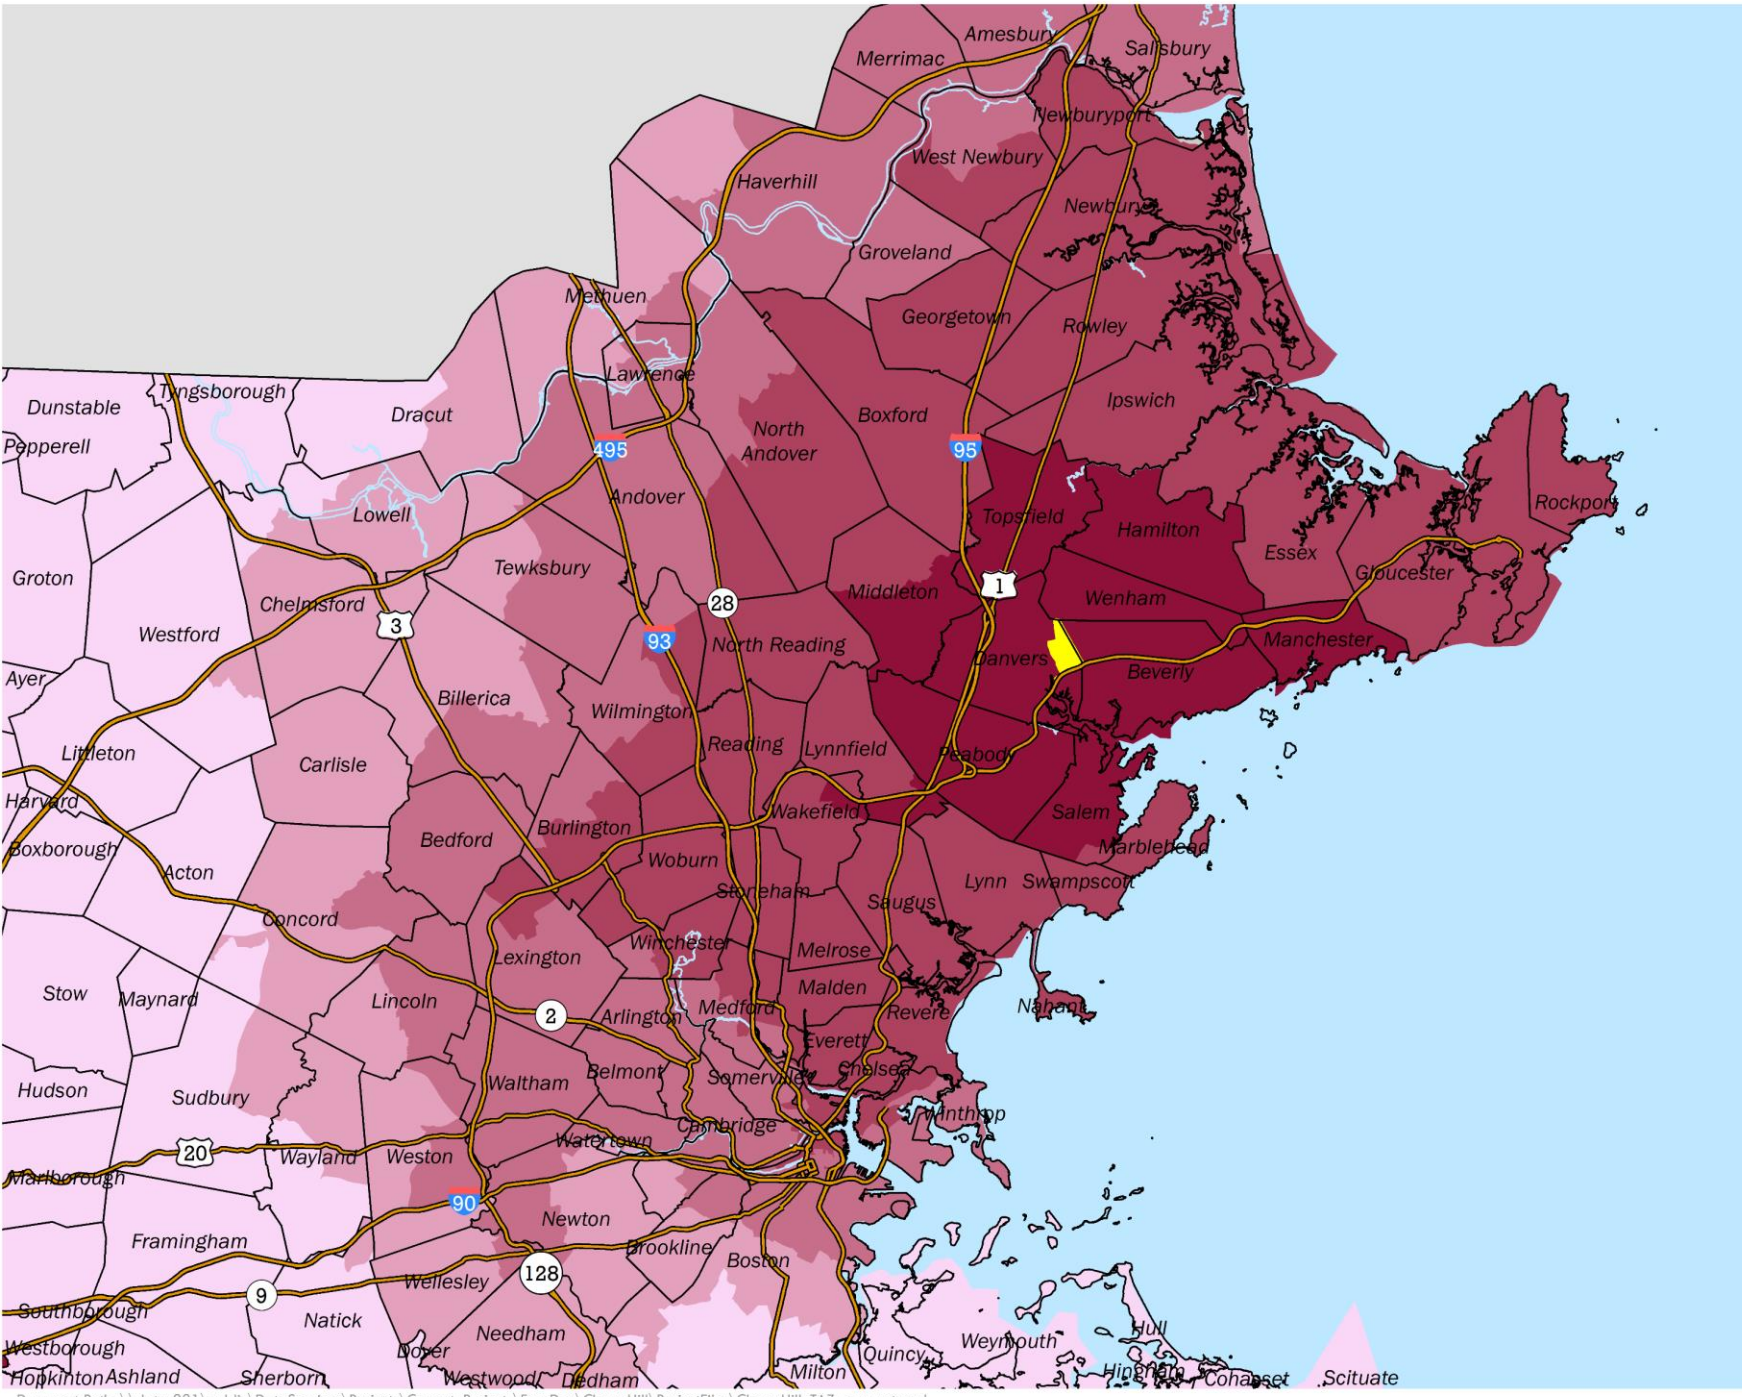 Amesbury
Salisbury
Merrimac
Newburyport
West Newbury
Haverhill
Newbury
Groveland
Methuen
Georgetown
Rowley
Lawrence
Tyngsborough
Dunstable
Dracut
Boxford
Ipswich
Pepperell
North
Andover
495
95
Andover
Lowell
Topsfield
Rockport
Hamilton
Essex
Tewksbury
Gloucester
Groton
Middleton
1
Wenham
Chelmsford
28
3
Westford
93
North Reading
Manchester
Danvers
Beverly
Ayer
Billerica
Wilmington
Reading
Lynnfield
Littleton
Peabody
Carlisle
Harvard
Wakefield
Salem
Burlington
Bedford
Marblehead
Boxborough
Woburn
Acton
Lynn
Swampscott
Stoneham
Saugus
Concord
Winchester
Melrose
Lexington
Malden
Stow
Maynard
Lincoln
Medford
Nahant
2
Arlington
Revere
Everett
Chelsea
Belmont
Somerville
Waltham
Hudson
Sudbury
Winthrop
Cambridge
Watertown
20
Wayland
Weston
Marlborough
90
Newton
Framingham
Brookline
Boston
128
Wellesley
9
Southborough
Natick
Needham
Hull
Weymouth
Westborough
Dover
Quincy
Hopkinton
Ashland
Sherborn
Westwood
Dedham
Milton
Hingham
Cohasset
Scituate